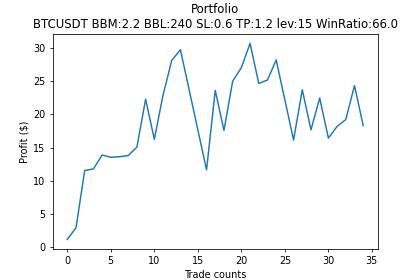 Portfolio
BTCUSDT BBM:2.2 BBL:240 SL:0.6 TP:1.2 lev:15 WinRatio:66.0
30
25
20
15
10
5
0
Profit ($)
0 5 10 15 20 25 30 35
Trade counts